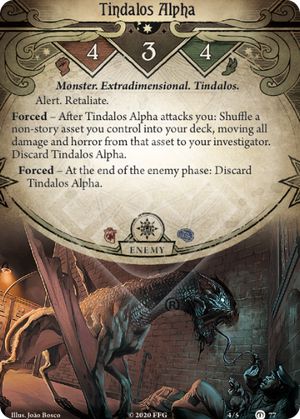 Tindalos Alpha
4 3 4
Monster. Extradimensional. Tindalos.
Alert. Retaliate.
Forced – After Tindalos Alpha attacks you: Shuffle a
non-story asset you control into your deck, moving all
damage and horror from that asset to your investigator.
Discard Tindalos Alpha.
Forced – At the end of the enemy phase: Discard
Tindalos Alpha.
ENEMY
Illus. João Bosco © 2020 FFG 4/5 77